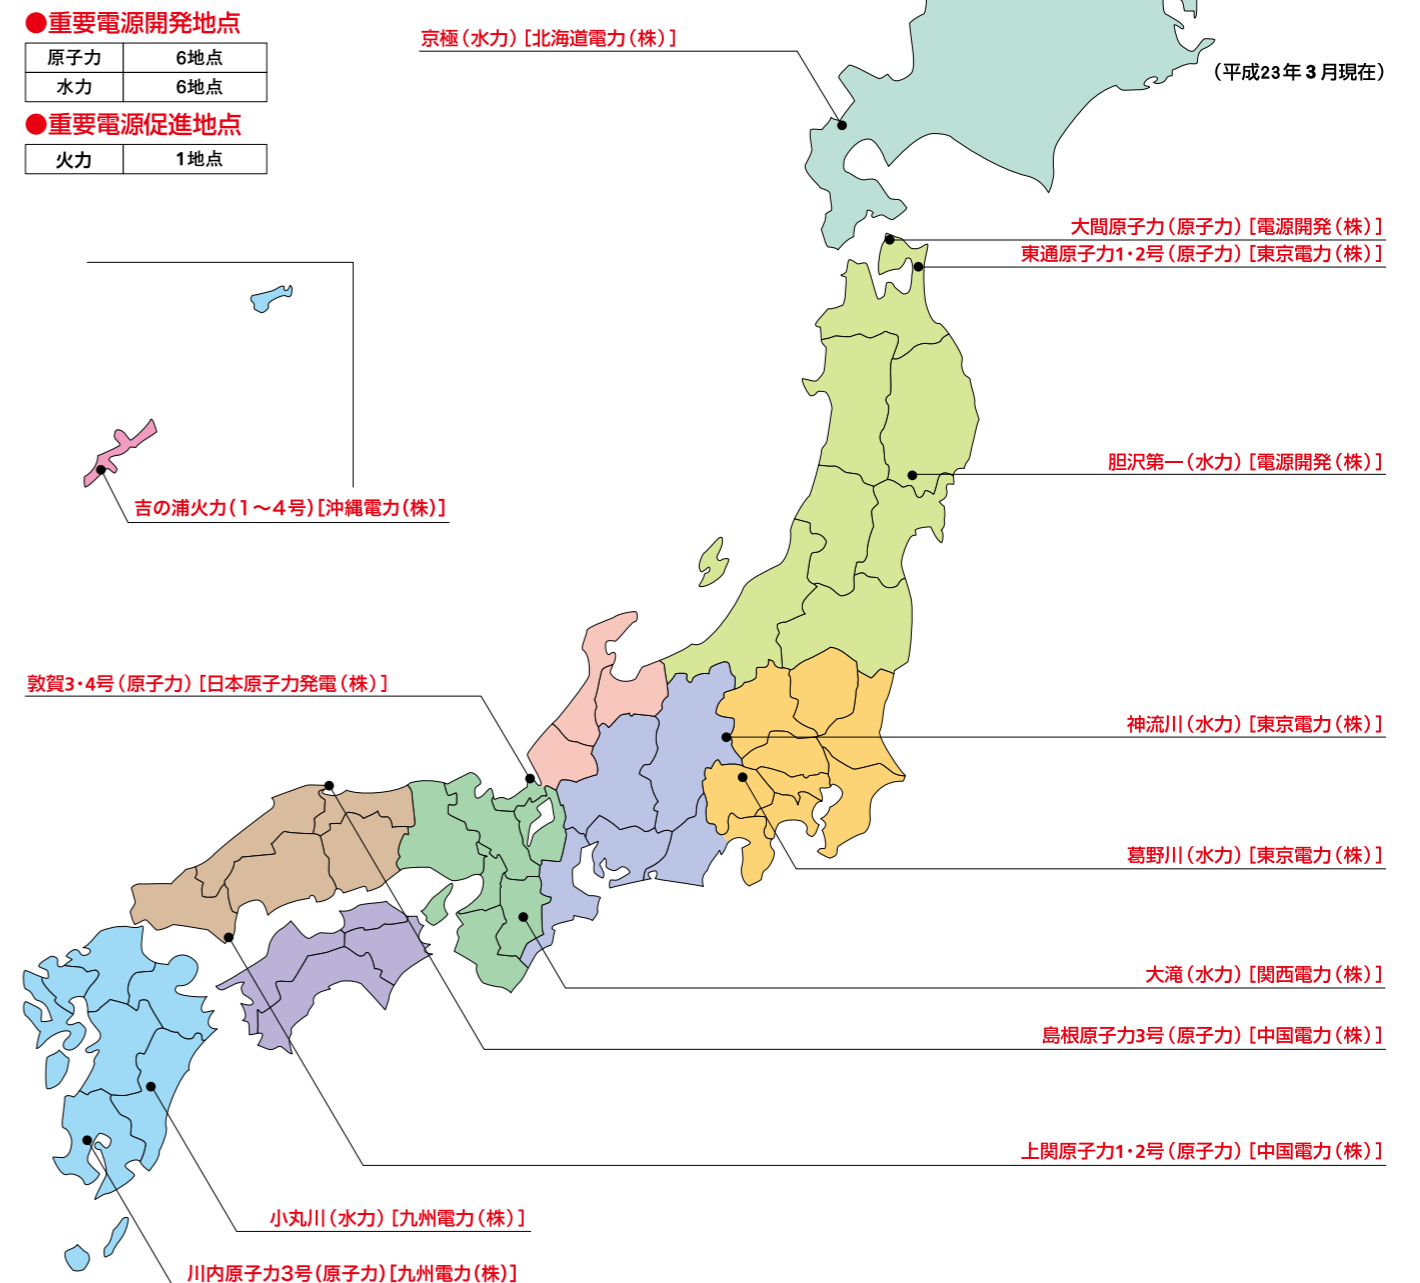 ●重要電源開発地点
原子力 6地点
水力 6地点
●重要電源促進地点
火力 1地点
京極(水力)[北海道電力(株)]
(平成23年3月現在)
大間原子力(原子力)[電源開発(株)]
東通原子力1・2号(原子力)[東京電力(株)]
胆沢第一(水力)[電源開発(株)]
吉の浦火力(1～4号)[沖縄電力(株)]
敦賀3・4号(原子力)[日本原子力発電(株)]
神流川(水力)[東京電力(株)]
葛野川(水力)[東京電力(株)]
大滝(水力)[関西電力(株)]
島根原子力3号(原子力)[中国電力(株)]
上関原子力1・2号(原子力)[中国電力(株)]
小丸川(水力)[九州電力(株)]
川内原子力3号(原子力)[九州電力(株)]